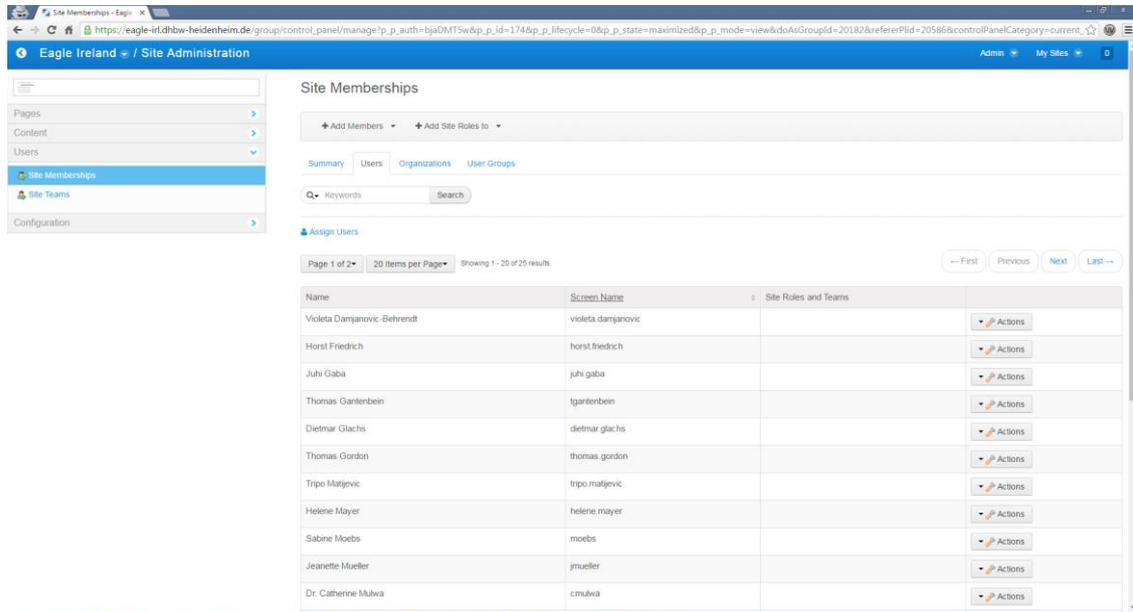 Site Memberships - Eagle
https://eagle-irl.dhbw-heidenheim.de/group/control_panel/manage?p_p_auth=bjaDMT5w&p_p_id=174&p_p_lifecycle=0&p_p_state=maximized&p_p_mode=view&doAsGroupId=20182&refererPlid=20586&controlPanelCategory=current_
Eagle Ireland / Site Administration
Admin My Sites 0
Site Memberships
Pages
Content
Users
Site Memberships
Site Teams
Configuration
+ Add Members + Add Site Roles to
Summary Users Organizations User Groups
Keywords Search
Assign Users
Page 1 of 2 20 Items per Page Showing 1 - 20 of 25 results.
← First Previous Next Last →
Name Screen Name Site Roles and Teams
Violeta Damjanovic-Behrendt violeta.damjanovic Actions
Horst Friedrich horst.friedrich Actions
Juhi Gaba juhi.gaba Actions
Thomas Gantenbein tgantenbein Actions
Dietmar Glachs dietmar.glachs Actions
Thomas Gordon thomas.gordon Actions
Tripo Matijevic tripo.matijevic Actions
Helene Mayer helene.mayer Actions
Sabine Moebs moebs Actions
Jeanette Mueller jmueller Actions
Dr. Catherine Mulwa cmulwa Actions